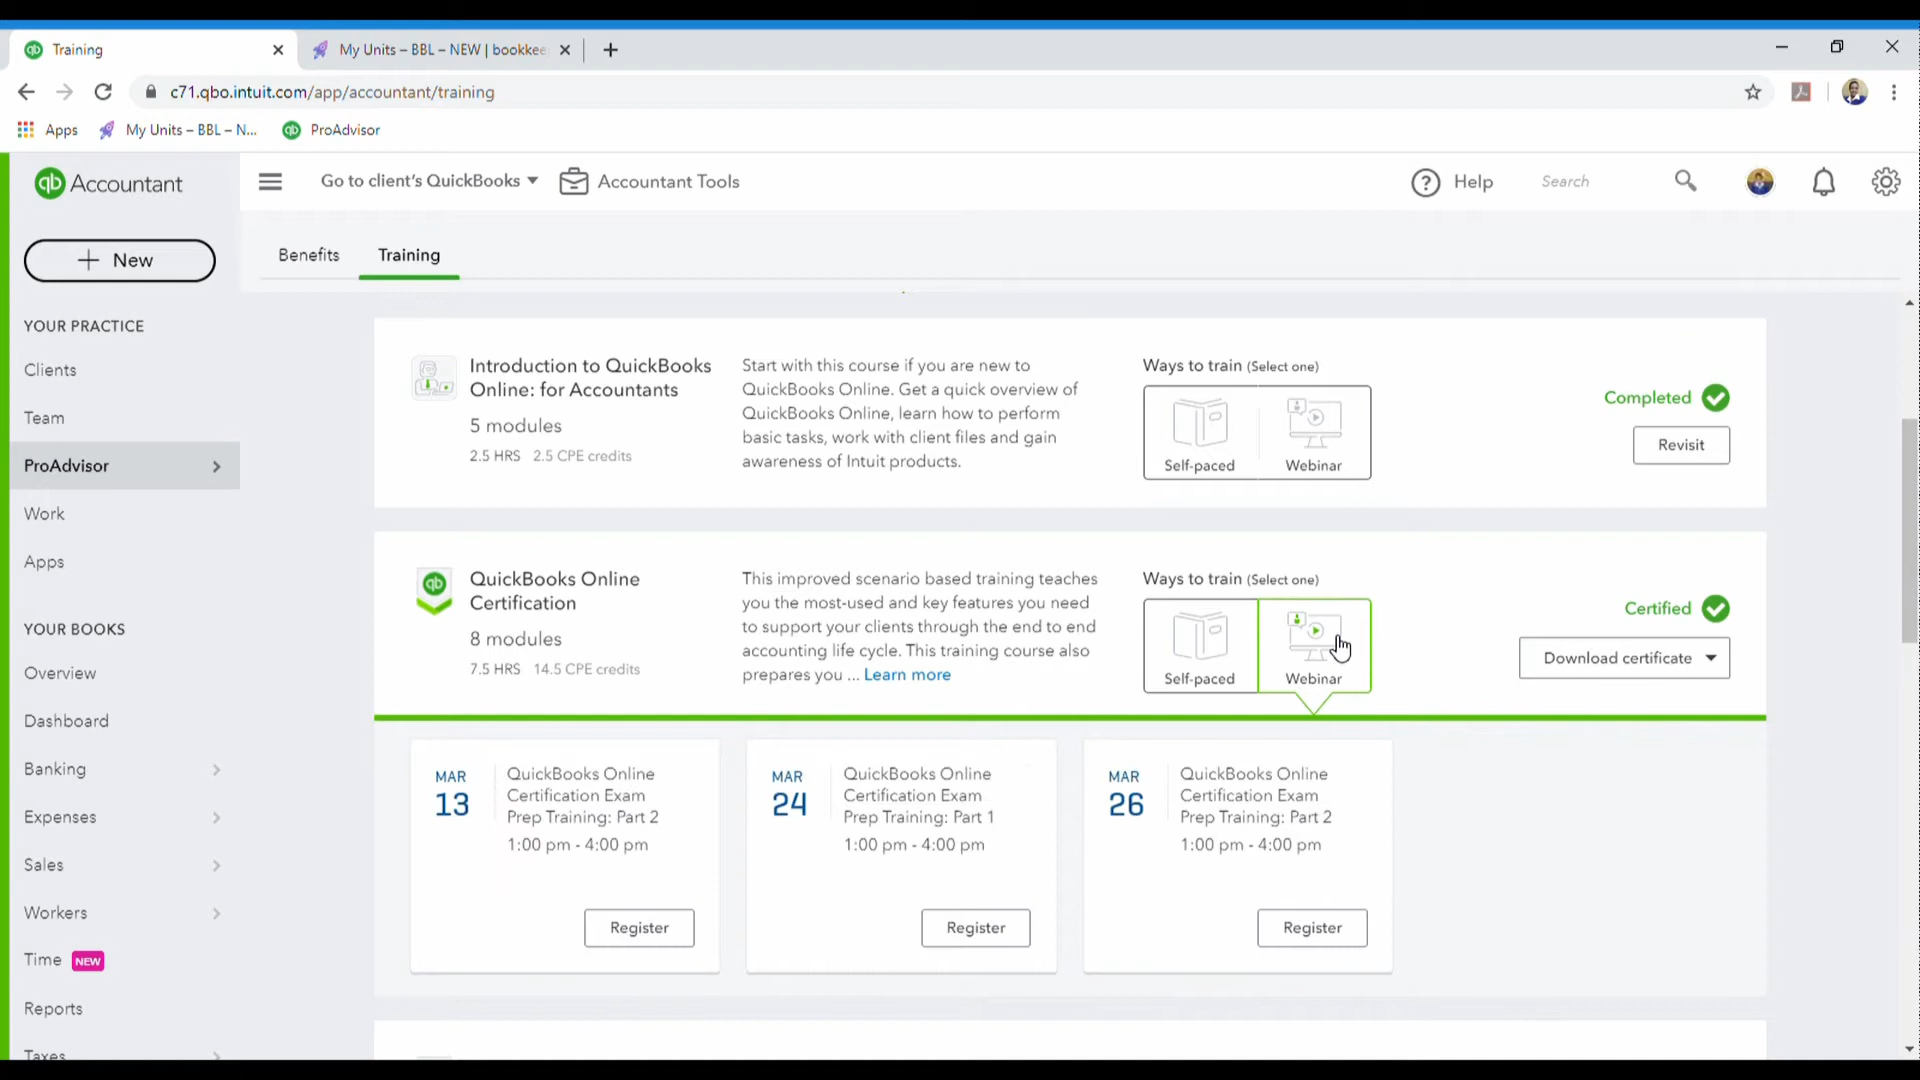 Training
My Units – BBL – NEW | bookkee
c71.qbo.intuit.com/app/accountant/training
Apps
My Units – BBL – N...
ProAdvisor
qb Accountant
Go to client's QuickBooks
Accountant Tools
Help
Search
New
Benefits
Training
YOUR PRACTICE
Clients
Team
ProAdvisor
Work
Apps
YOUR BOOKS
Overview
Dashboard
Banking
Expenses
Sales
Workers
Time NEW
Reports
Taxes
Introduction to QuickBooks
Online: for Accountants
5 modules
2.5 HRS 2.5 CPE credits
Start with this course if you are new to
QuickBooks Online. Get a quick overview of
QuickBooks Online, learn how to perform
basic tasks, work with client files and gain
awareness of Intuit products.
Ways to train (Select one)
Self-paced
Webinar
Completed
Revisit
QuickBooks Online
Certification
8 modules
7.5 HRS 14.5 CPE credits
This improved scenario based training teaches
you the most-used and key features you need
to support your clients through the end to end
accounting life cycle. This training course also
prepares you ... Learn more
Ways to train (Select one)
Self-paced
Webinar
Certified
Download certificate
MAR
13
QuickBooks Online
Certification Exam
Prep Training: Part 2
1:00 pm - 4:00 pm
Register
MAR
24
QuickBooks Online
Certification Exam
Prep Training: Part 1
1:00 pm - 4:00 pm
Register
MAR
26
QuickBooks Online
Certification Exam
Prep Training: Part 2
1:00 pm - 4:00 pm
Register